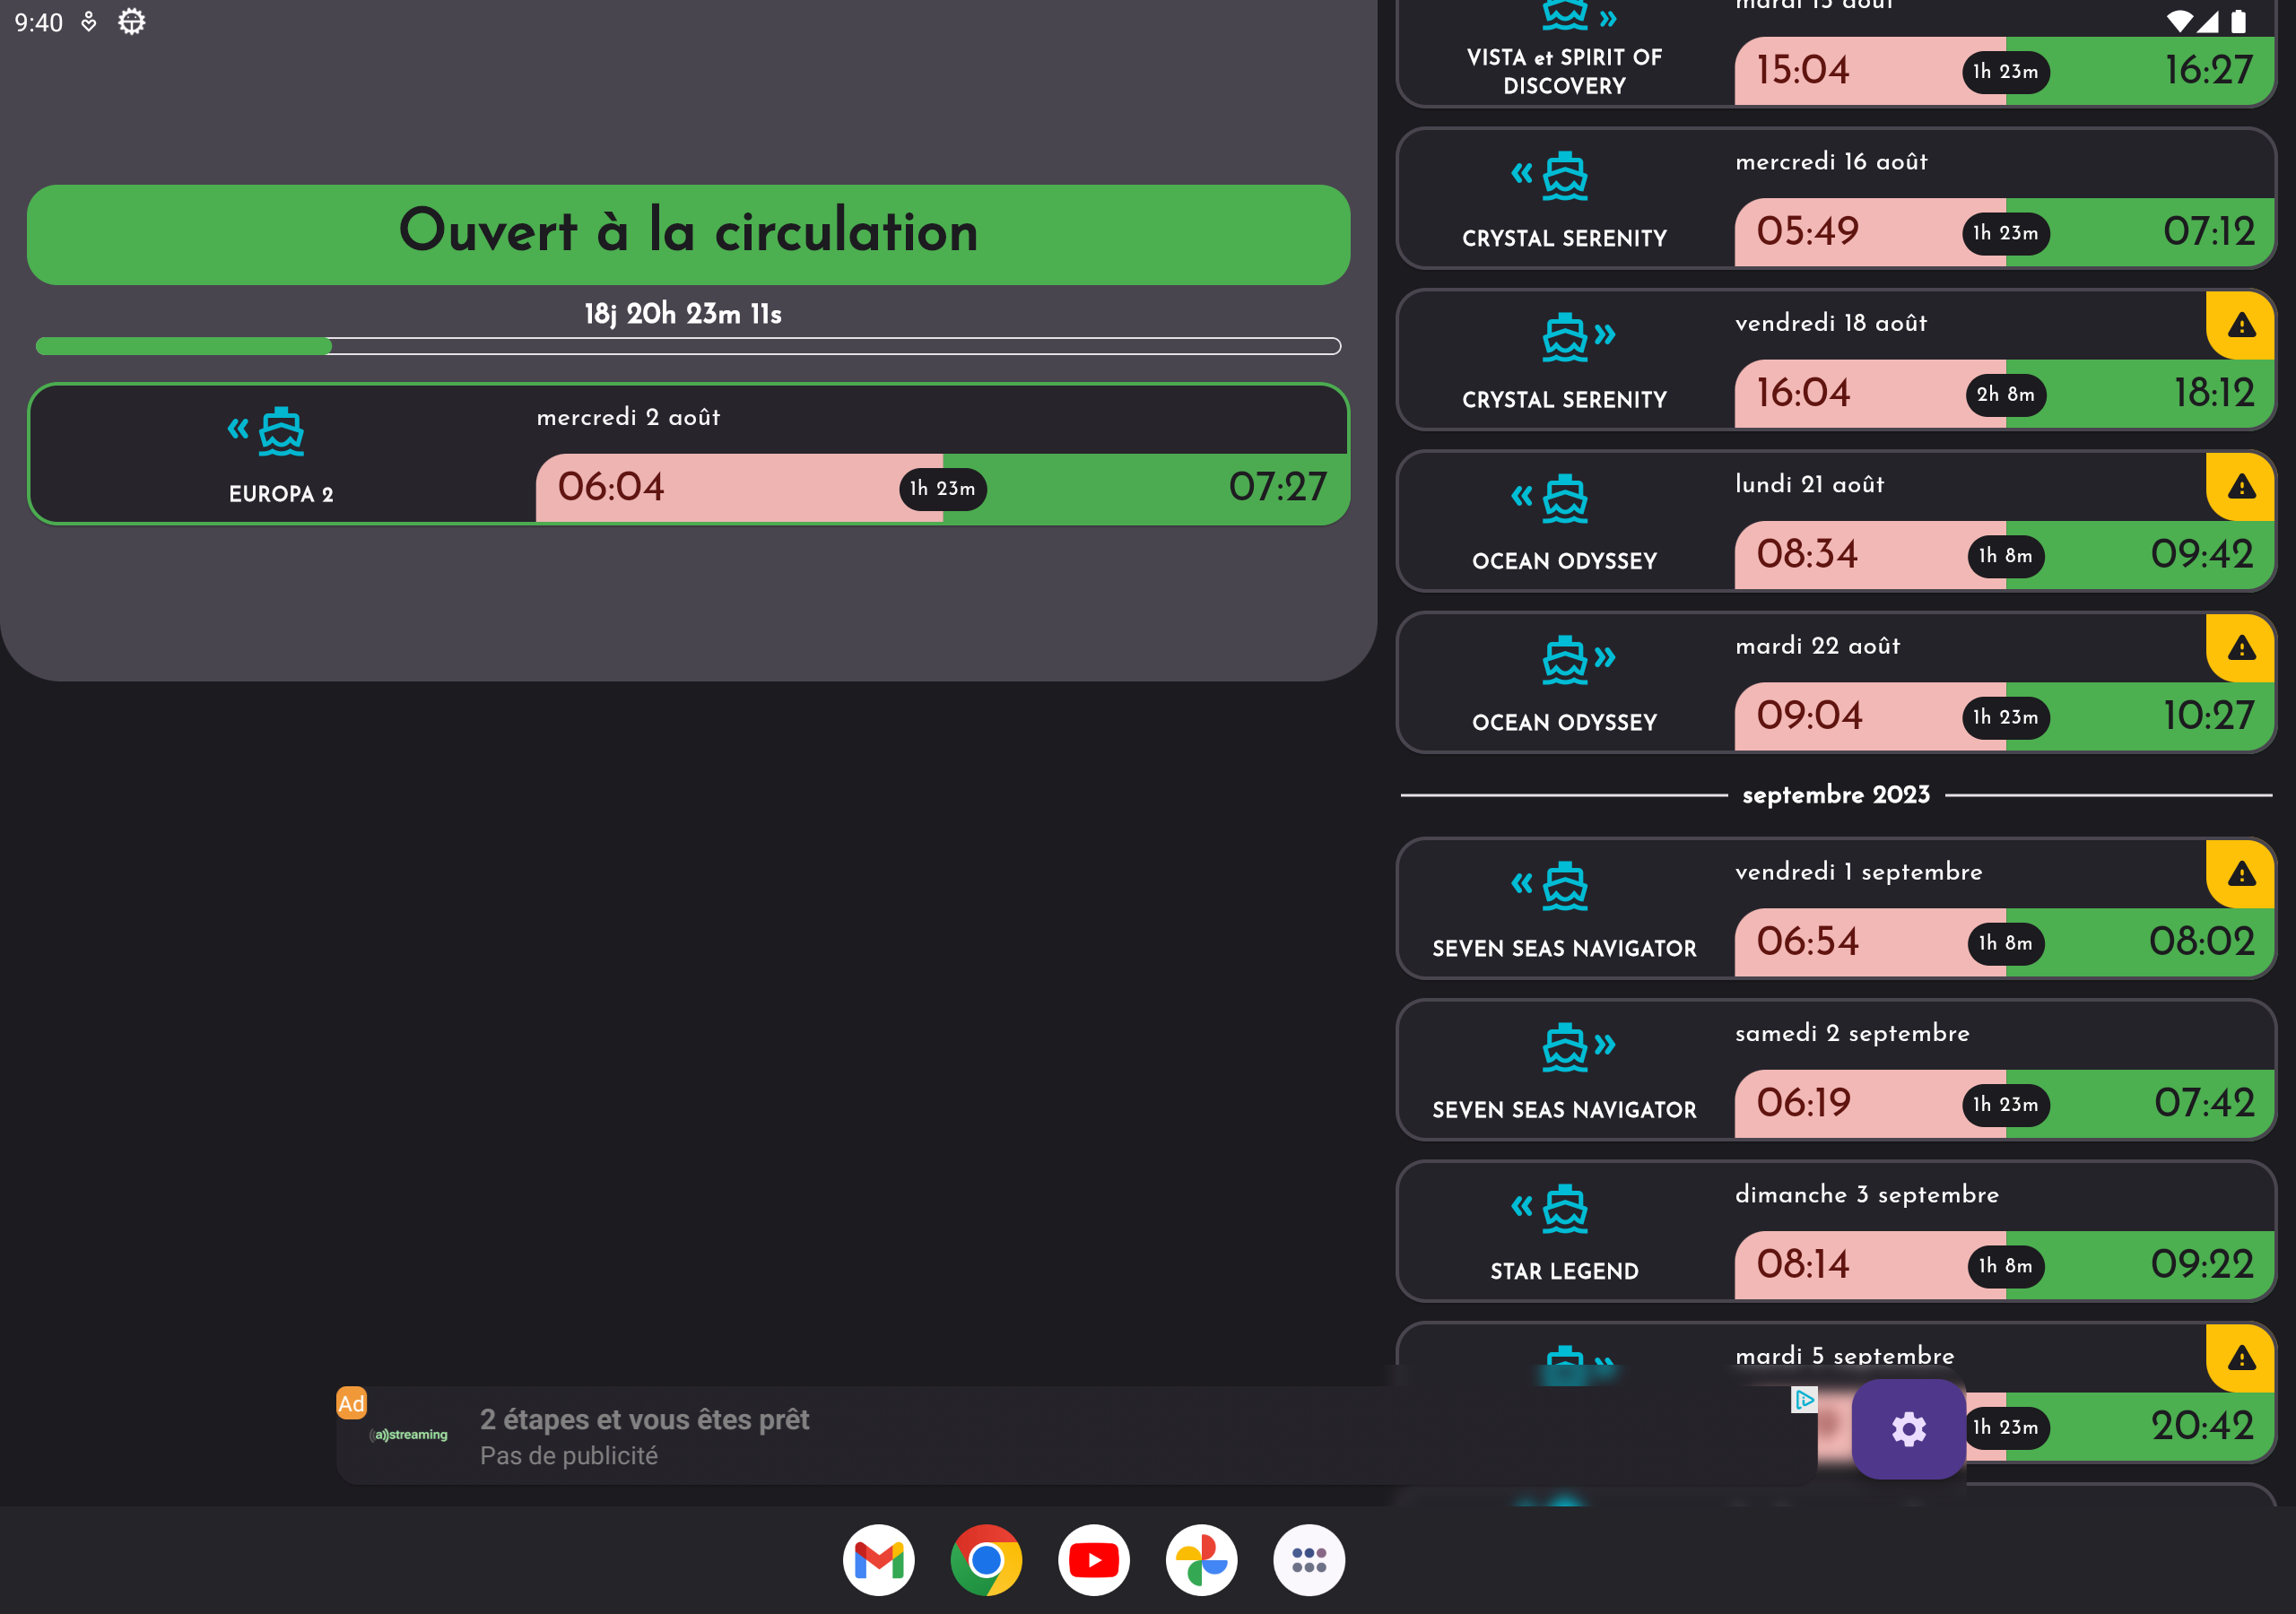 9:40
Ouvert à la circulation
18j 20h 23m 11s
mercredi 2 août
EUROPA 2
06:04
1h 23m
07:27
mardi 15 août
VISTA et SPIRIT OF
DISCOVERY
15:04
1h 23m
16:27
mercredi 16 août
CRYSTAL SERENITY
05:49
1h 23m
07:12
vendredi 18 août
CRYSTAL SERENITY
16:04
2h 8m
18:12
lundi 21 août
OCEAN ODYSSEY
08:34
1h 8m
09:42
mardi 22 août
OCEAN ODYSSEY
09:04
1h 23m
10:27
septembre 2023
vendredi 1 septembre
SEVEN SEAS NAVIGATOR
06:54
1h 8m
08:02
samedi 2 septembre
SEVEN SEAS NAVIGATOR
06:19
1h 23m
07:42
dimanche 3 septembre
STAR LEGEND
08:14
1h 8m
09:22
mardi 5 septembre
1h 23m
20:42
Ad
((a))streaming
2 étapes et vous êtes prêt
Pas de publicité